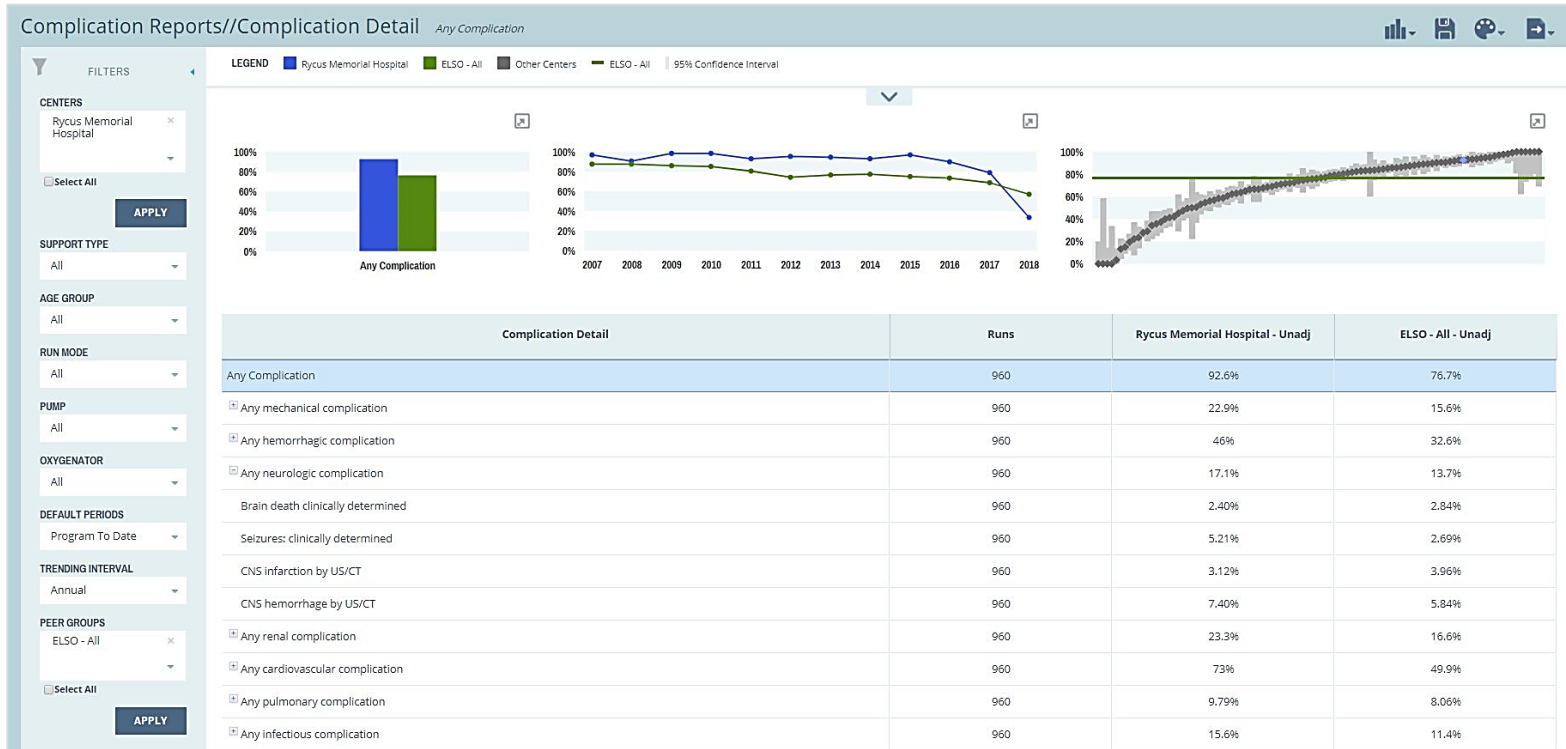 Complication Reports//Complication Detail Any Complication
FILTERS
CENTERS
Rycus Memorial
Hospital
Select All
APPLY
SUPPORT TYPE
All
AGE GROUP
All
RUN MODE
All
PUMP
All
OXYGENATOR
All
DEFAULT PERIODS
Program To Date
TRENDING INTERVAL
Annual
PEER GROUPS
ELSO - All
Select All
APPLY
LEGEND Rycus Memorial Hospital ELSO - All Other Centers ELSO - All 95% Confidence Interval
100%
80%
60%
40%
20%
0%
Any Complication
100%
80%
60%
40%
20%
0%
2007 2008 2009 2010 2011 2012 2013 2014 2015 2016 2017 2018
100%
80%
60%
40%
20%
0%
Complication Detail Runs Rycus Memorial Hospital - Unadj ELSO - All - Unadj
Any Complication 960 92.6% 76.7%
Any mechanical complication 960 22.9% 15.6%
Any hemorrhagic complication 960 46% 32.6%
Any neurologic complication 960 17.1% 13.7%
Brain death clinically determined 960 2.40% 2.84%
Seizures: clinically determined 960 5.21% 2.69%
CNS infarction by US/CT 960 3.12% 3.96%
CNS hemorrhage by US/CT 960 7.40% 5.84%
Any renal complication 960 23.3% 16.6%
Any cardiovascular complication 960 73% 49.9%
Any pulmonary complication 960 9.79% 8.06%
Any infectious complication 960 15.6% 11.4%